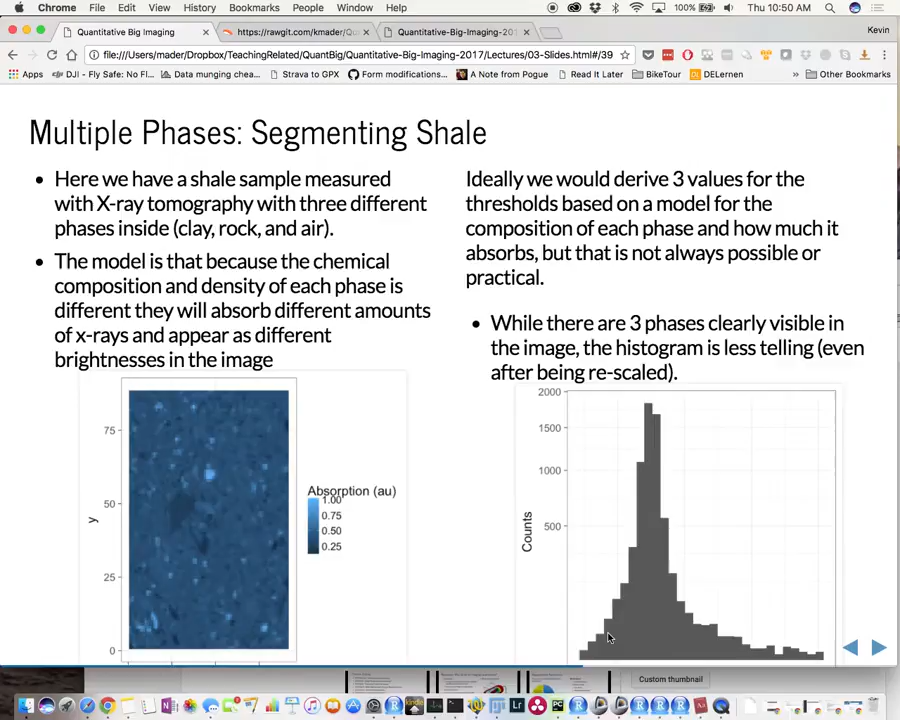 Chrome File Edit View History Bookmarks People Window Help 100% Thu 10:50 AM
Quantitative Big Imaging https://rawgit.com/kmader/Qu Quantitative-Big-Imaging-201 Kevin
file:///Users/mader/Dropbox/TeachingRelated/QuantBig/Quantitative-Big-Imaging-2017/Lectures/03-Slides.html#/39
Apps DJI - Fly Safe: No Fl... Data munging chea... Strava to GPX Form modifications... A Note from Pogue Read It Later BikeTour DELernen » Other Bookmarks
Multiple Phases: Segmenting Shale
• Here we have a shale sample measured
with X-ray tomography with three different
phases inside (clay, rock, and air).
• The model is that because the chemical
composition and density of each phase is
different they will absorb different amounts
of x-rays and appear as different
brightnesses in the image
75
50
25
0
y
Absorption (au)
1.00
0.75
0.50
0.25
Ideally we would derive 3 values for the
thresholds based on a model for the
composition of each phase and how much it
absorbs, but that is not always possible or
practical.
• While there are 3 phases clearly visible in
the image, the histogram is less telling (even
after being re-scaled).
2000
1500
1000
500
Counts
Custom thumbnail